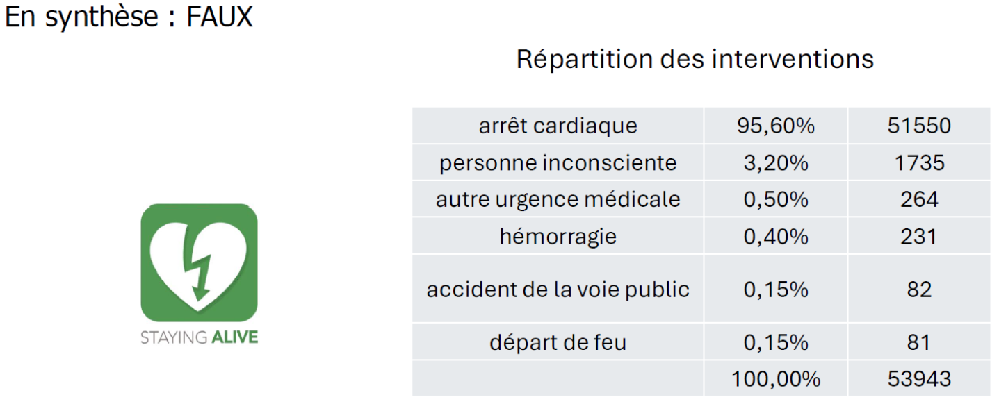 En synthèse : FAUX
Répartition des interventions
arrêt cardiaque 95,60% 51550
personne inconsciente 3,20% 1735
autre urgence médicale 0,50% 264
hémorragie 0,40% 231
accident de la voie public 0,15% 82
départ de feu 0,15% 81
100,00% 53943
STAYING ALIVE